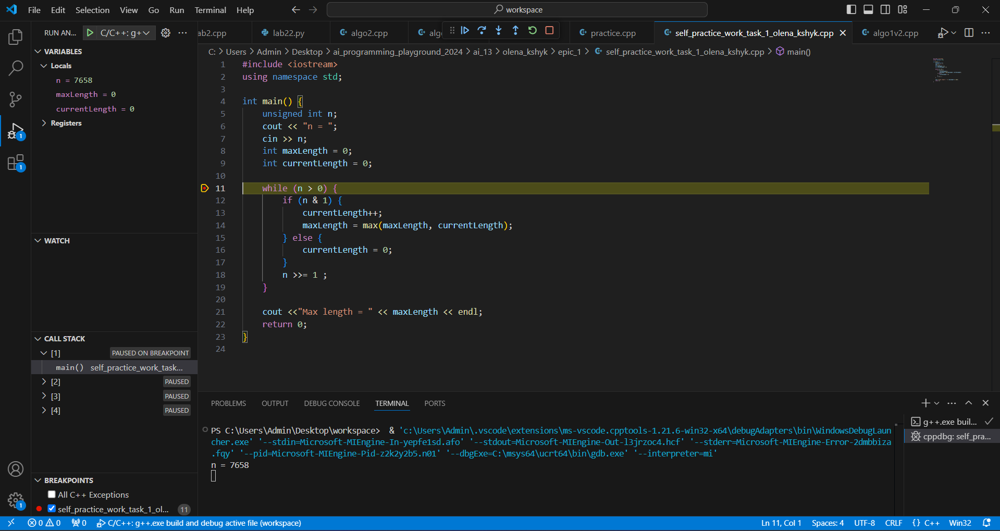 File Edit Selection View Go Run Terminal Help
workspace
RUN AN... C/C++: g+
ab2.cpp lab22.py algo2.cpp alg practice.cpp self_practice_work_task_1_olena_kshyk.cpp algo1v2.cpp
C: > Users > Admin > Desktop > ai_programming_playground_2024 > ai_13 > olena_kshyk > epic_1 > self_practice_work_task_1_olena_kshyk.cpp > main()
VARIABLES
Locals
n = 7658
maxLength = 0
currentLength = 0
Registers
WATCH
CALL STACK
[1] PAUSED ON BREAKPOINT
main() self_practice_work_task...
[2] PAUSED
[3] PAUSED
[4] PAUSED
BREAKPOINTS
All C++ Exceptions
self_practice_work_task_1_ol... 11
1
1
1
1 #include <iostream>
2 using namespace std;
3
4 int main() {
5 unsigned int n;
6 cout << "n = ";
7 cin >> n;
8 int maxLength = 0;
9 int currentLength = 0;
10
11 while (n > 0) {
12 if (n & 1) {
13 currentLength++;
14 maxLength = max(maxLength, currentLength);
15 } else {
16 currentLength = 0;
17 }
18 n >>= 1 ;
19 }
20
21 cout <<"Max length = " << maxLength << endl;
22 return 0;
23 }
24
PROBLEMS OUTPUT DEBUG CONSOLE TERMINAL PORTS
PS C:\Users\Admin\Desktop\workspace> & 'c:\Users\Admin\.vscode\extensions\ms-vscode.cpptools-1.21.6-win32-x64\debugAdapters\bin\WindowsDebugLaun
cher.exe' '--stdin=Microsoft-MIEngine-In-yepfe1sd.afo' '--stdout=Microsoft-MIEngine-Out-l3jrzoc4.hcf' '--stderr=Microsoft-MIEngine-Error-2dmbbiza
.fqy' '--pid=Microsoft-MIEngine-Pid-z2k2y2b5.n01' '--dbgExe=C:\msys64\ucrt64\bin\gdb.exe' '--interpreter=mi'
n = 7658
g++.exe buil...
cppdbg: self_pra...
0 0 0 C/C++: g++.exe build and debug active file (workspace) Ln 11, Col 1 Spaces: 4 UTF-8 CRLF {} C++ Win32